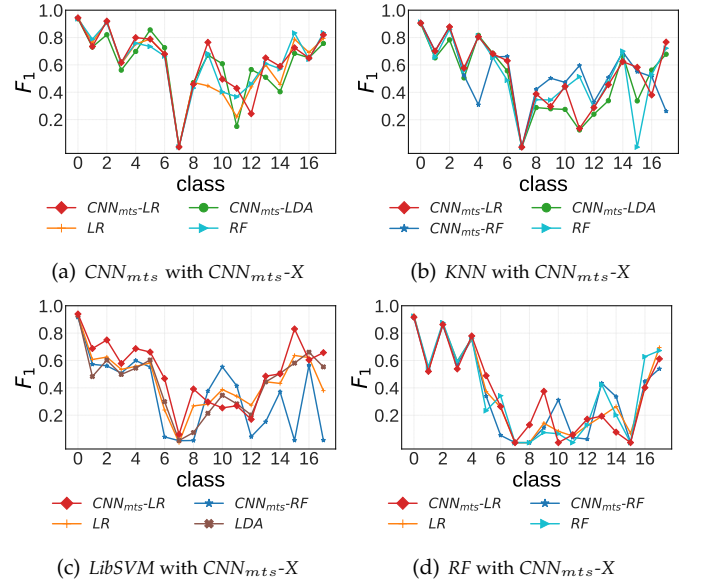 1.0
0.8
0.6
0.4
0.2
F1
0 2 4 6 8 10 12 14 16
class
CNNmts-LR
CNNmts-LDA
LR
RF
(a) CNNmts with CNNmts-X
1.0
0.8
0.6
0.4
0.2
F1
0 2 4 6 8 10 12 14 16
class
CNNmts-LR
CNNmts-LDA
CNNmts-RF
RF
(b) KNN with CNNmts-X
1.0
0.8
0.6
0.4
0.2
F1
0 2 4 6 8 10 12 14 16
class
CNNmts-LR
CNNmts-RF
LR
LDA
(c) LibSVM with CNNmts-X
1.0
0.8
0.6
0.4
0.2
F1
0 2 4 6 8 10 12 14 16
class
CNNmts-LR
CNNmts-RF
LR
RF
(d) RF with CNNmts-X